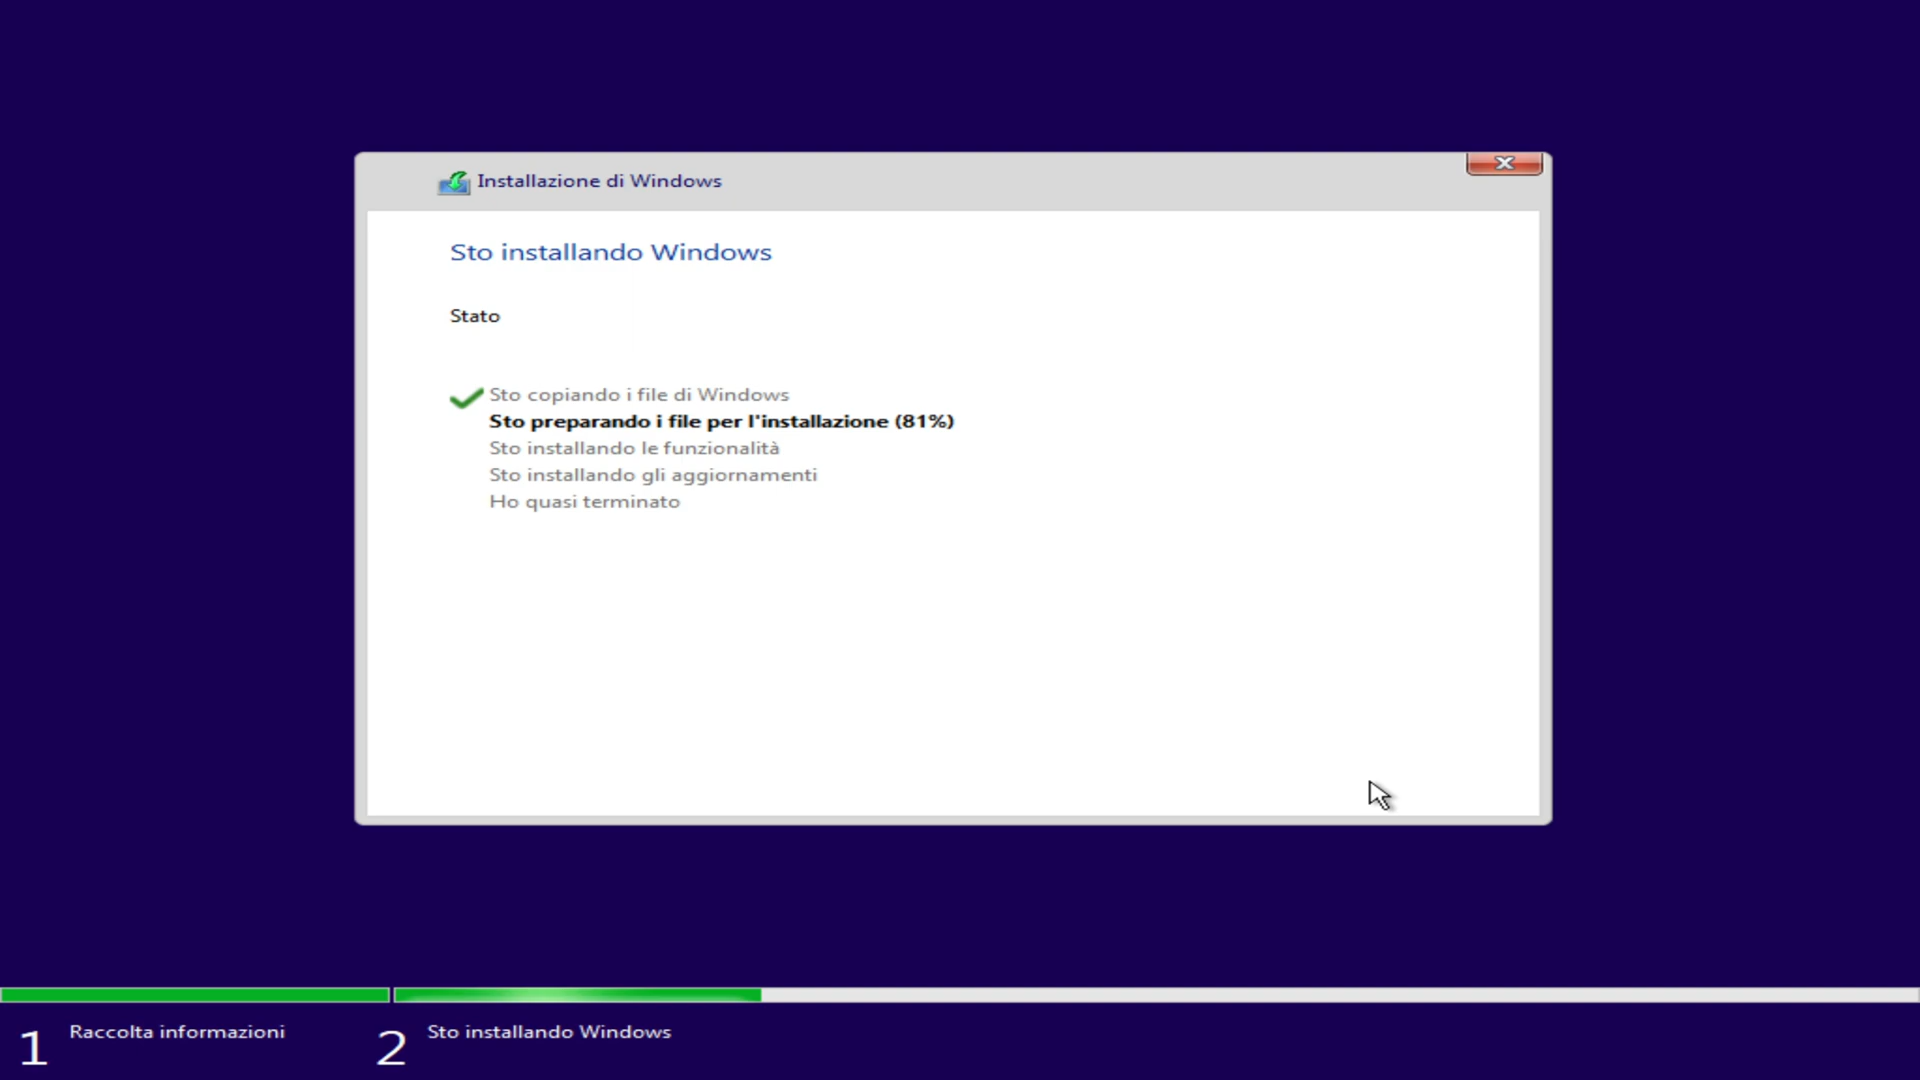 Installazione di Windows
Sto installando Windows
Stato
Sto copiando i file di Windows
Sto preparando i file per l'installazione (81%)
Sto installando le funzionalità
Sto installando gli aggiornamenti
Ho quasi terminato
1 Raccolta informazioni
2 Sto installando Windows